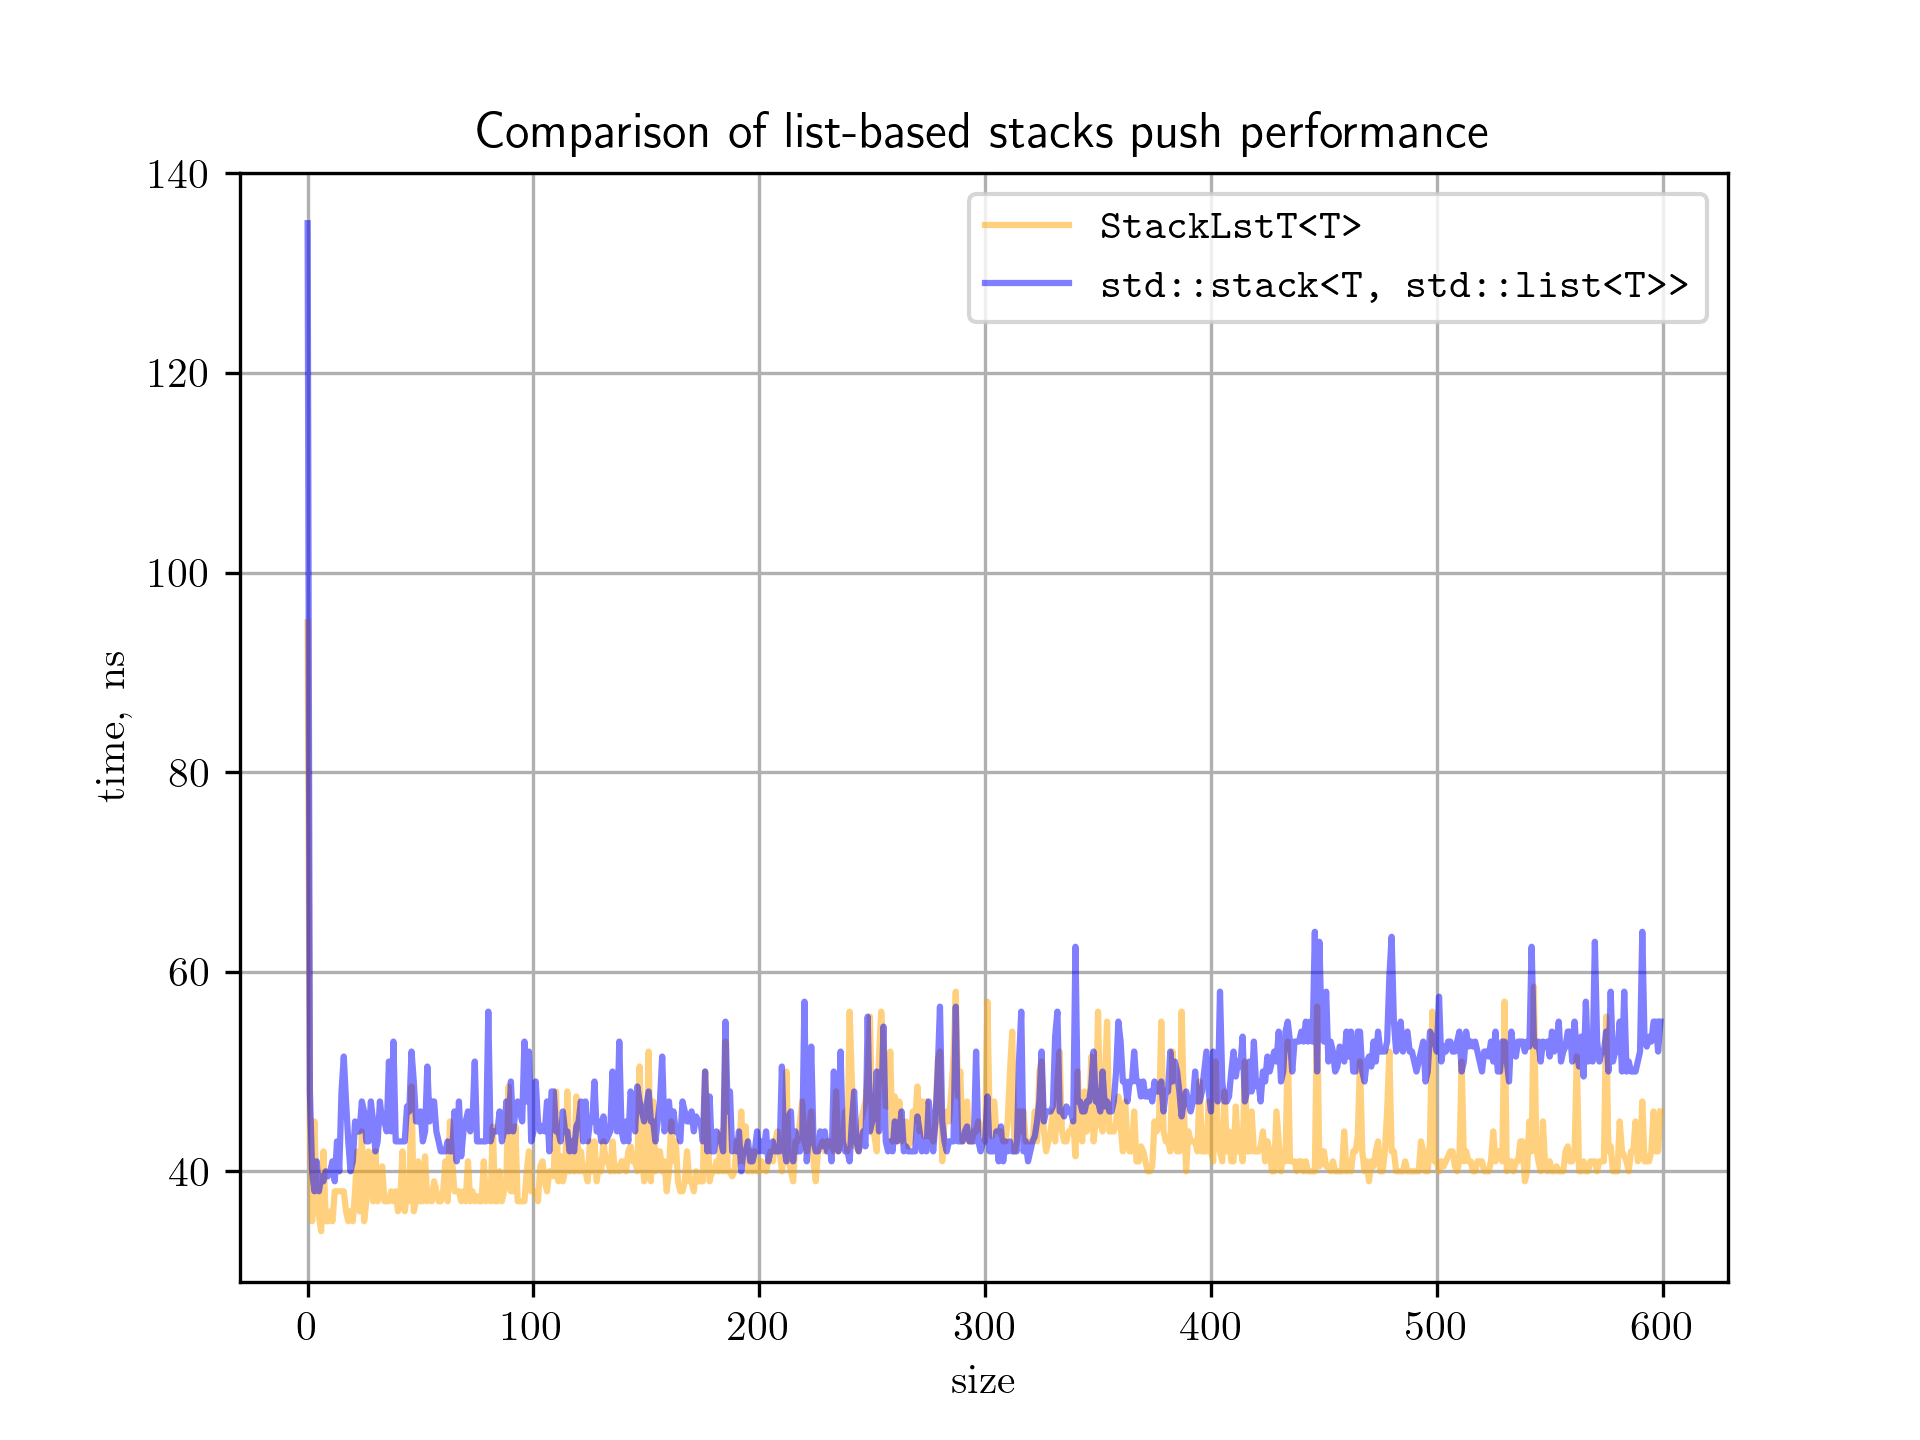 Comparison of list-based stacks push performance
StackLstT<T>
std::stack<T, std::list<T>>
140
120
100
80
60
40
time, ns
0 100 200 300 400 500 600
size